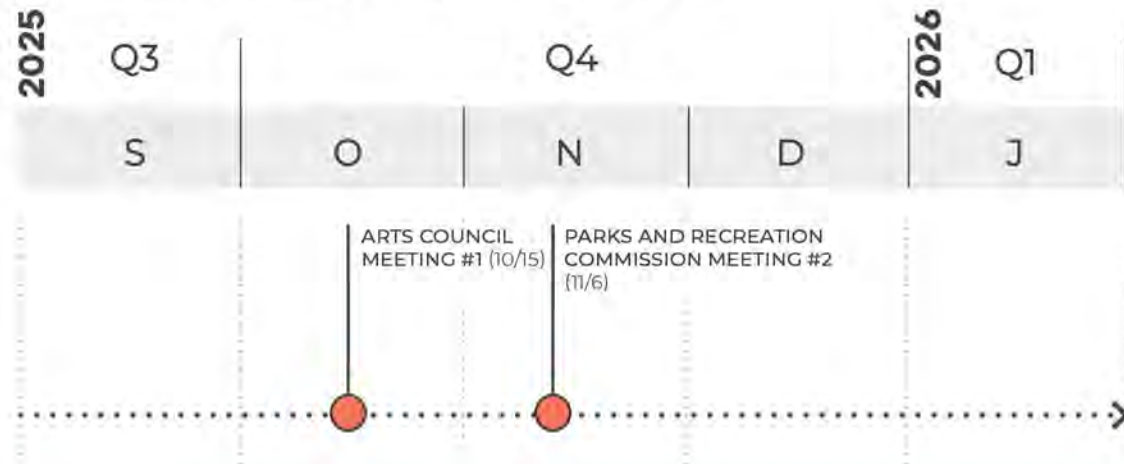 2025
Q3
Q4
2026
Q1
S
O
N
D
J
ARTS COUNCIL
MEETING #1 (10/15)
PARKS AND RECREATION
COMMISSION MEETING #2
(11/6)